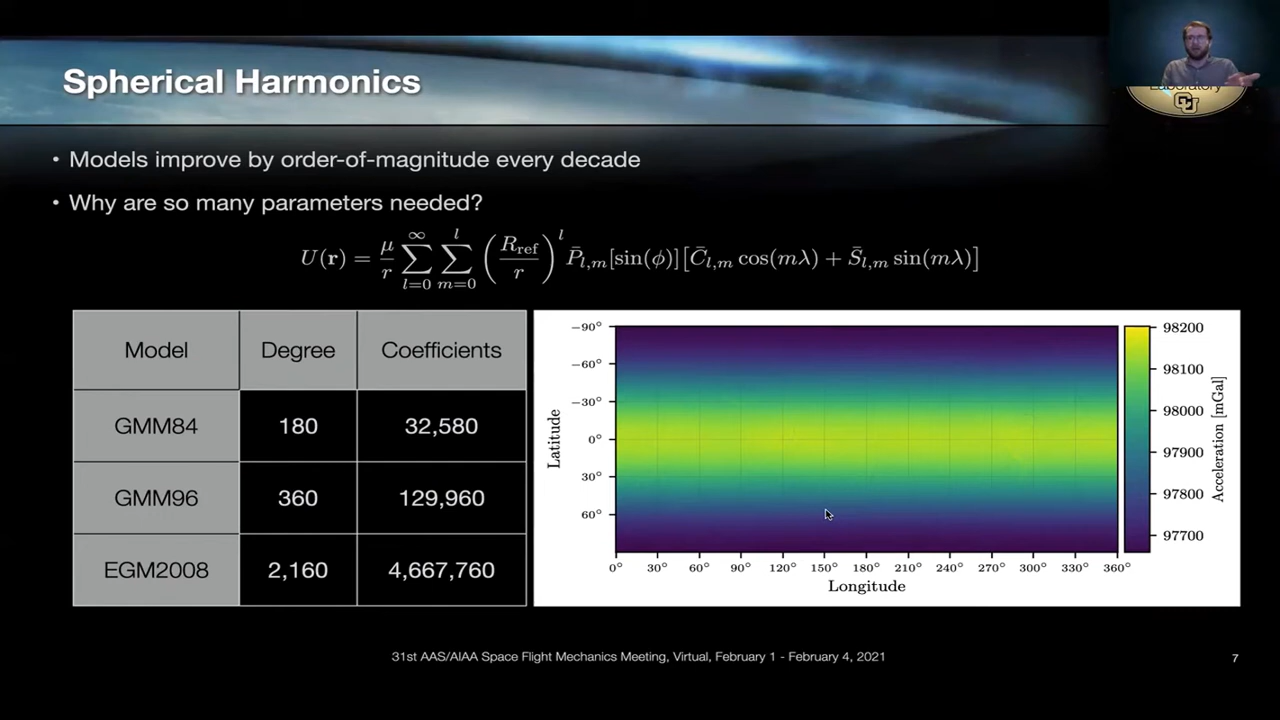 Spherical Harmonics
Laboratory
CU
• Models improve by order-of-magnitude every decade
• Why are so many parameters needed?
U(r) = μ/r ∑_{l=0}^{∞} ∑_{m=0}^{l} (R_ref/r)^l P̄_{l,m}[sin(ϕ)][C̄_{l,m} cos(mλ) + S̄_{l,m} sin(mλ)]
Model Degree Coefficients
GMM84 180 32,580
GMM96 360 129,960
EGM2008 2,160 4,667,760
Latitude
−90°
−60°
−30°
0°
30°
60°
0° 30° 60° 90° 120° 150° 180° 210° 240° 270° 300° 330° 360°
Longitude
98200
98100
98000
97900
97800
97700
Acceleration [mGal]
31st AAS/AIAA Space Flight Mechanics Meeting, Virtual, February 1 - February 4, 2021
7